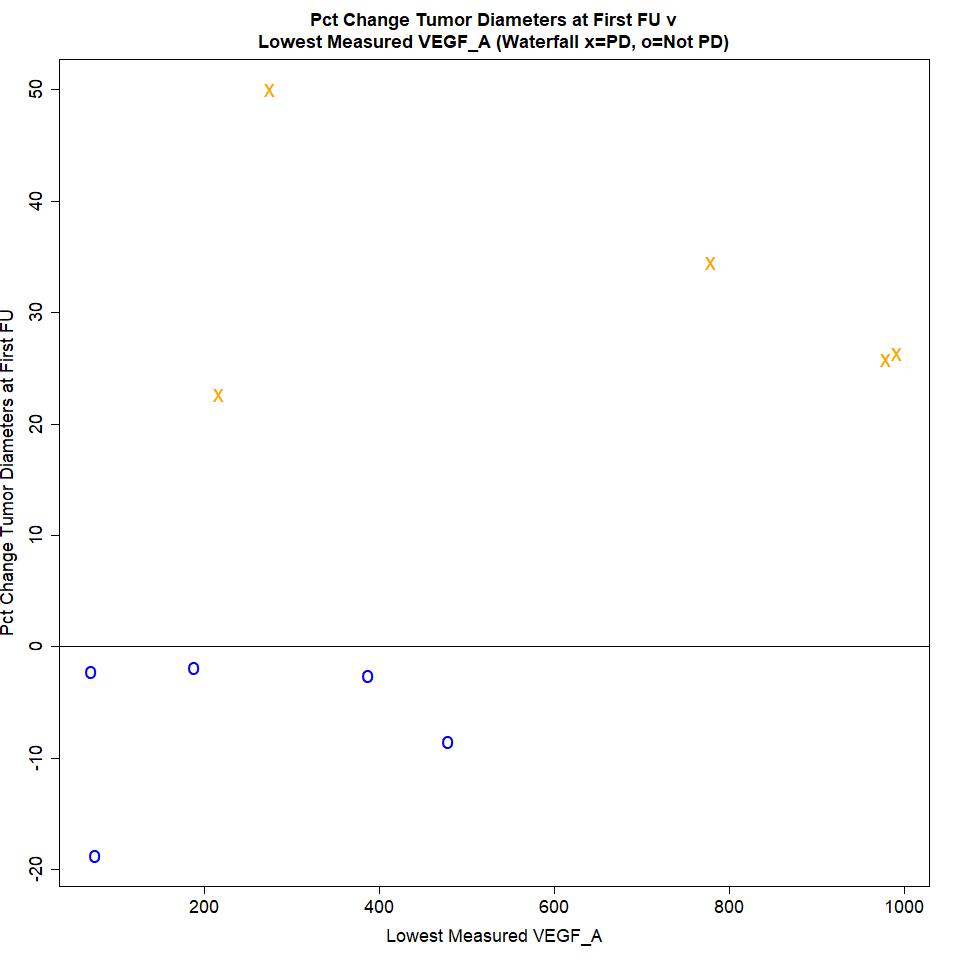 Pct Change Tumor Diameters at First FU v
Lowest Measured VEGF_A (Waterfall x=PD, o=Not PD)
Pct Change Tumor Diameters at First FU
50
40
30
20
10
0
-10
-20
X
X
X
X
X
O
O
O
O
O
200
400
600
800
1000
Lowest Measured VEGF_A